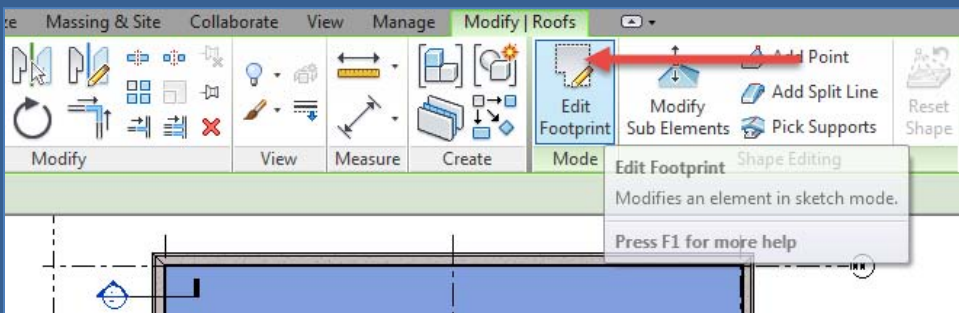 Massing & Site Collaborate View Manage Modify | Roofs
Add Point
Edit
Footprint
Modify
Sub Elements
Add Split Line
Pick Supports
Reset
Shape
Modify View Measure Create Mode Shape Editing
Edit Footprint
Modifies an element in sketch mode.
Press F1 for more help